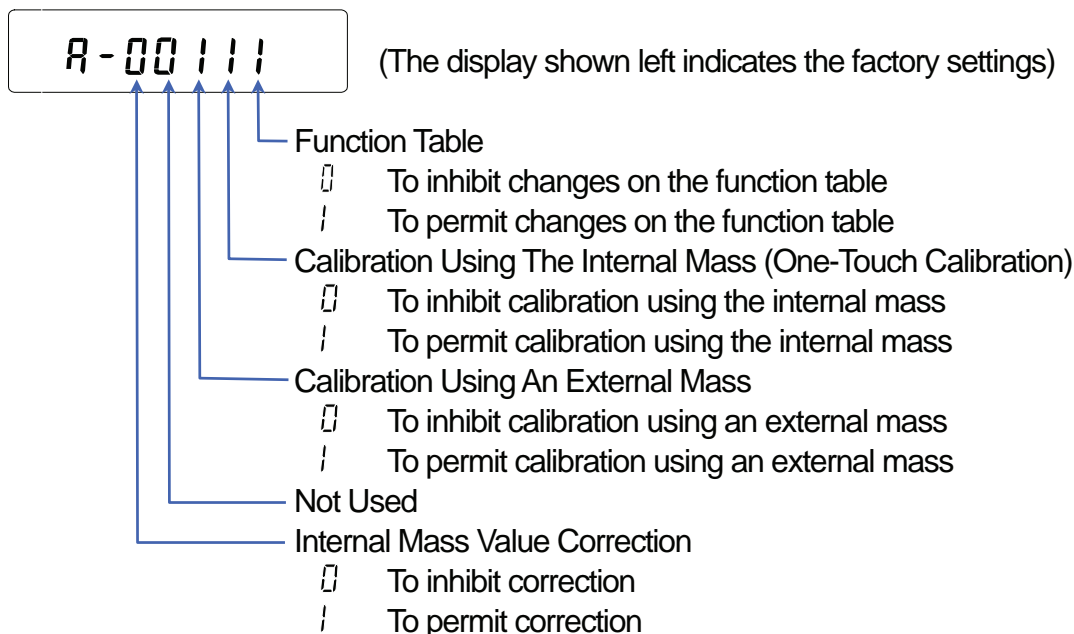 A-00111
(The display shown left indicates the factory settings)
Function Table
0 To inhibit changes on the function table
1 To permit changes on the function table
Calibration Using The Internal Mass (One-Touch Calibration)
0 To inhibit calibration using the internal mass
1 To permit calibration using the internal mass
Calibration Using An External Mass
0 To inhibit calibration using an external mass
1 To permit calibration using an external mass
Not Used
Internal Mass Value Correction
0 To inhibit correction
1 To permit correction